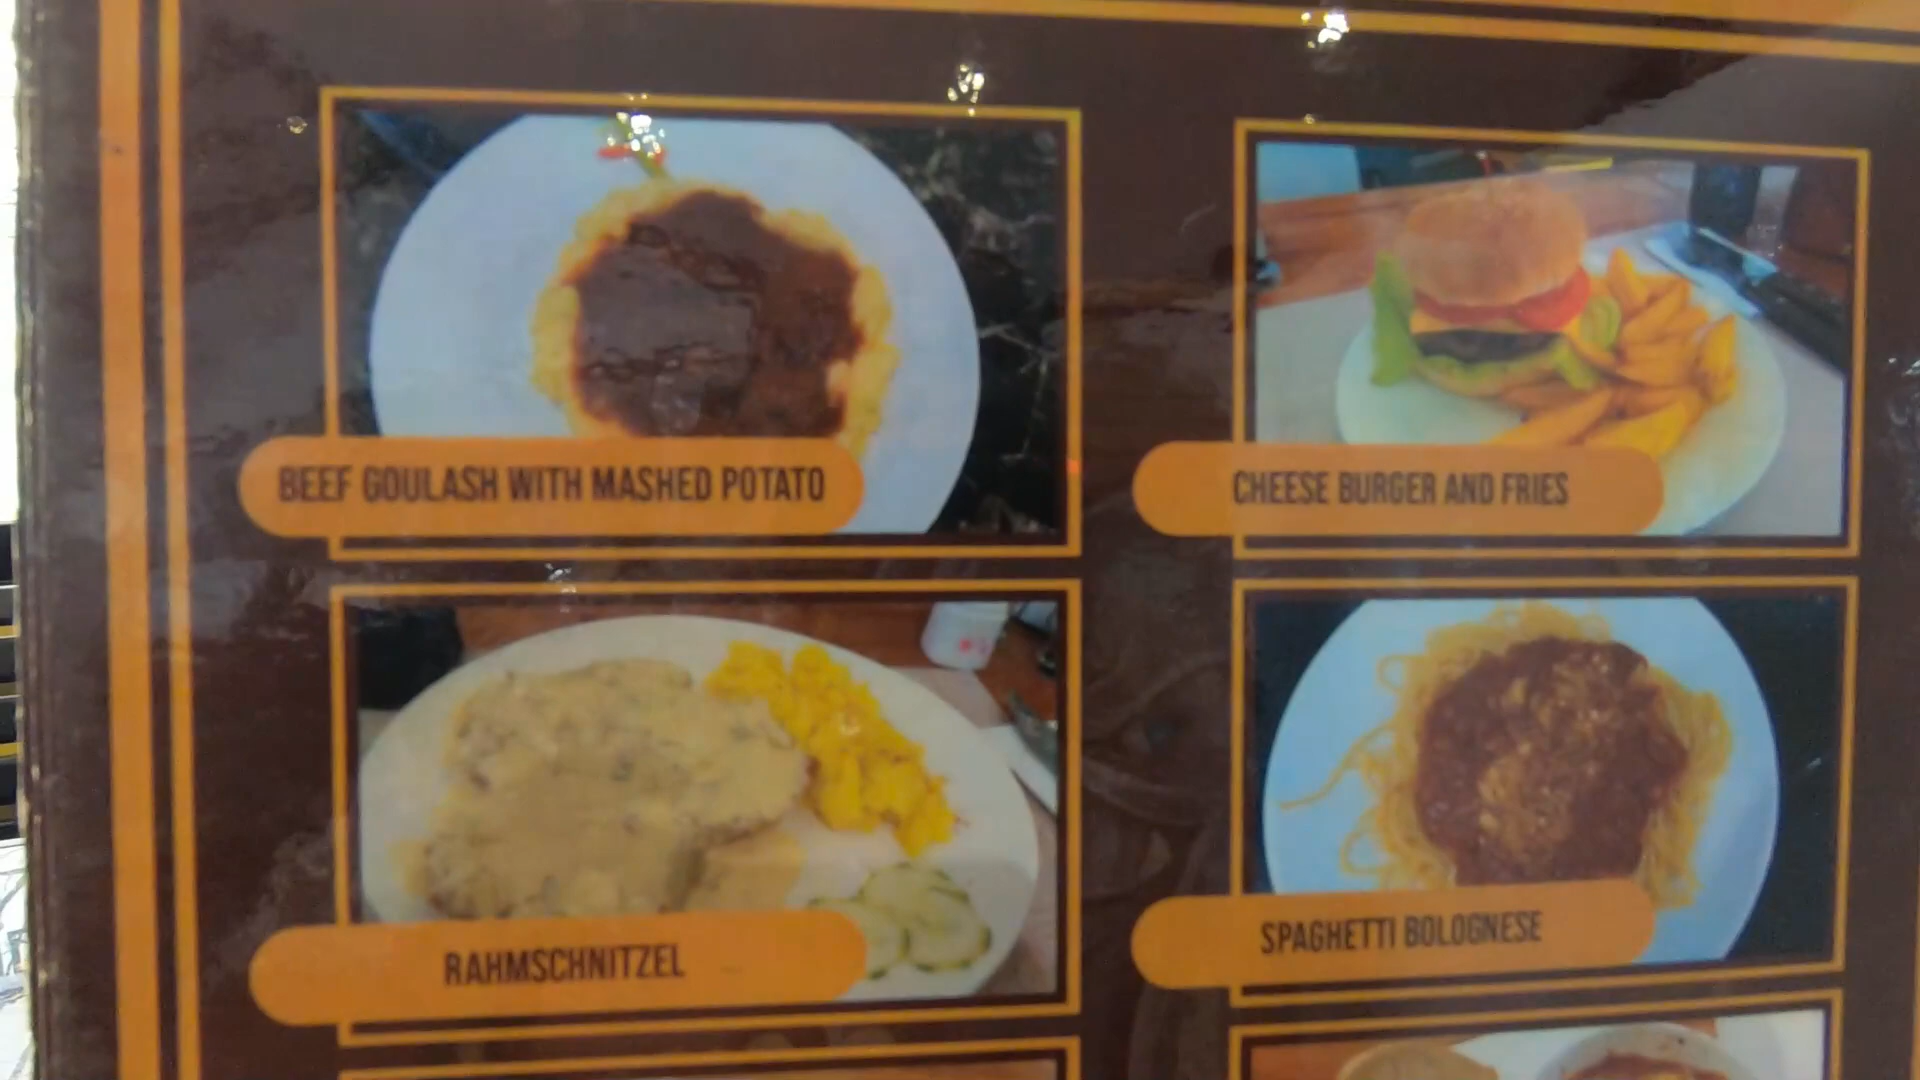 BEEF GOULASH WITH MASHED POTATO
CHEESE BURGER AND FRIES
RAHMSCHNITZEL
SPAGHETTI BOLOGNESE